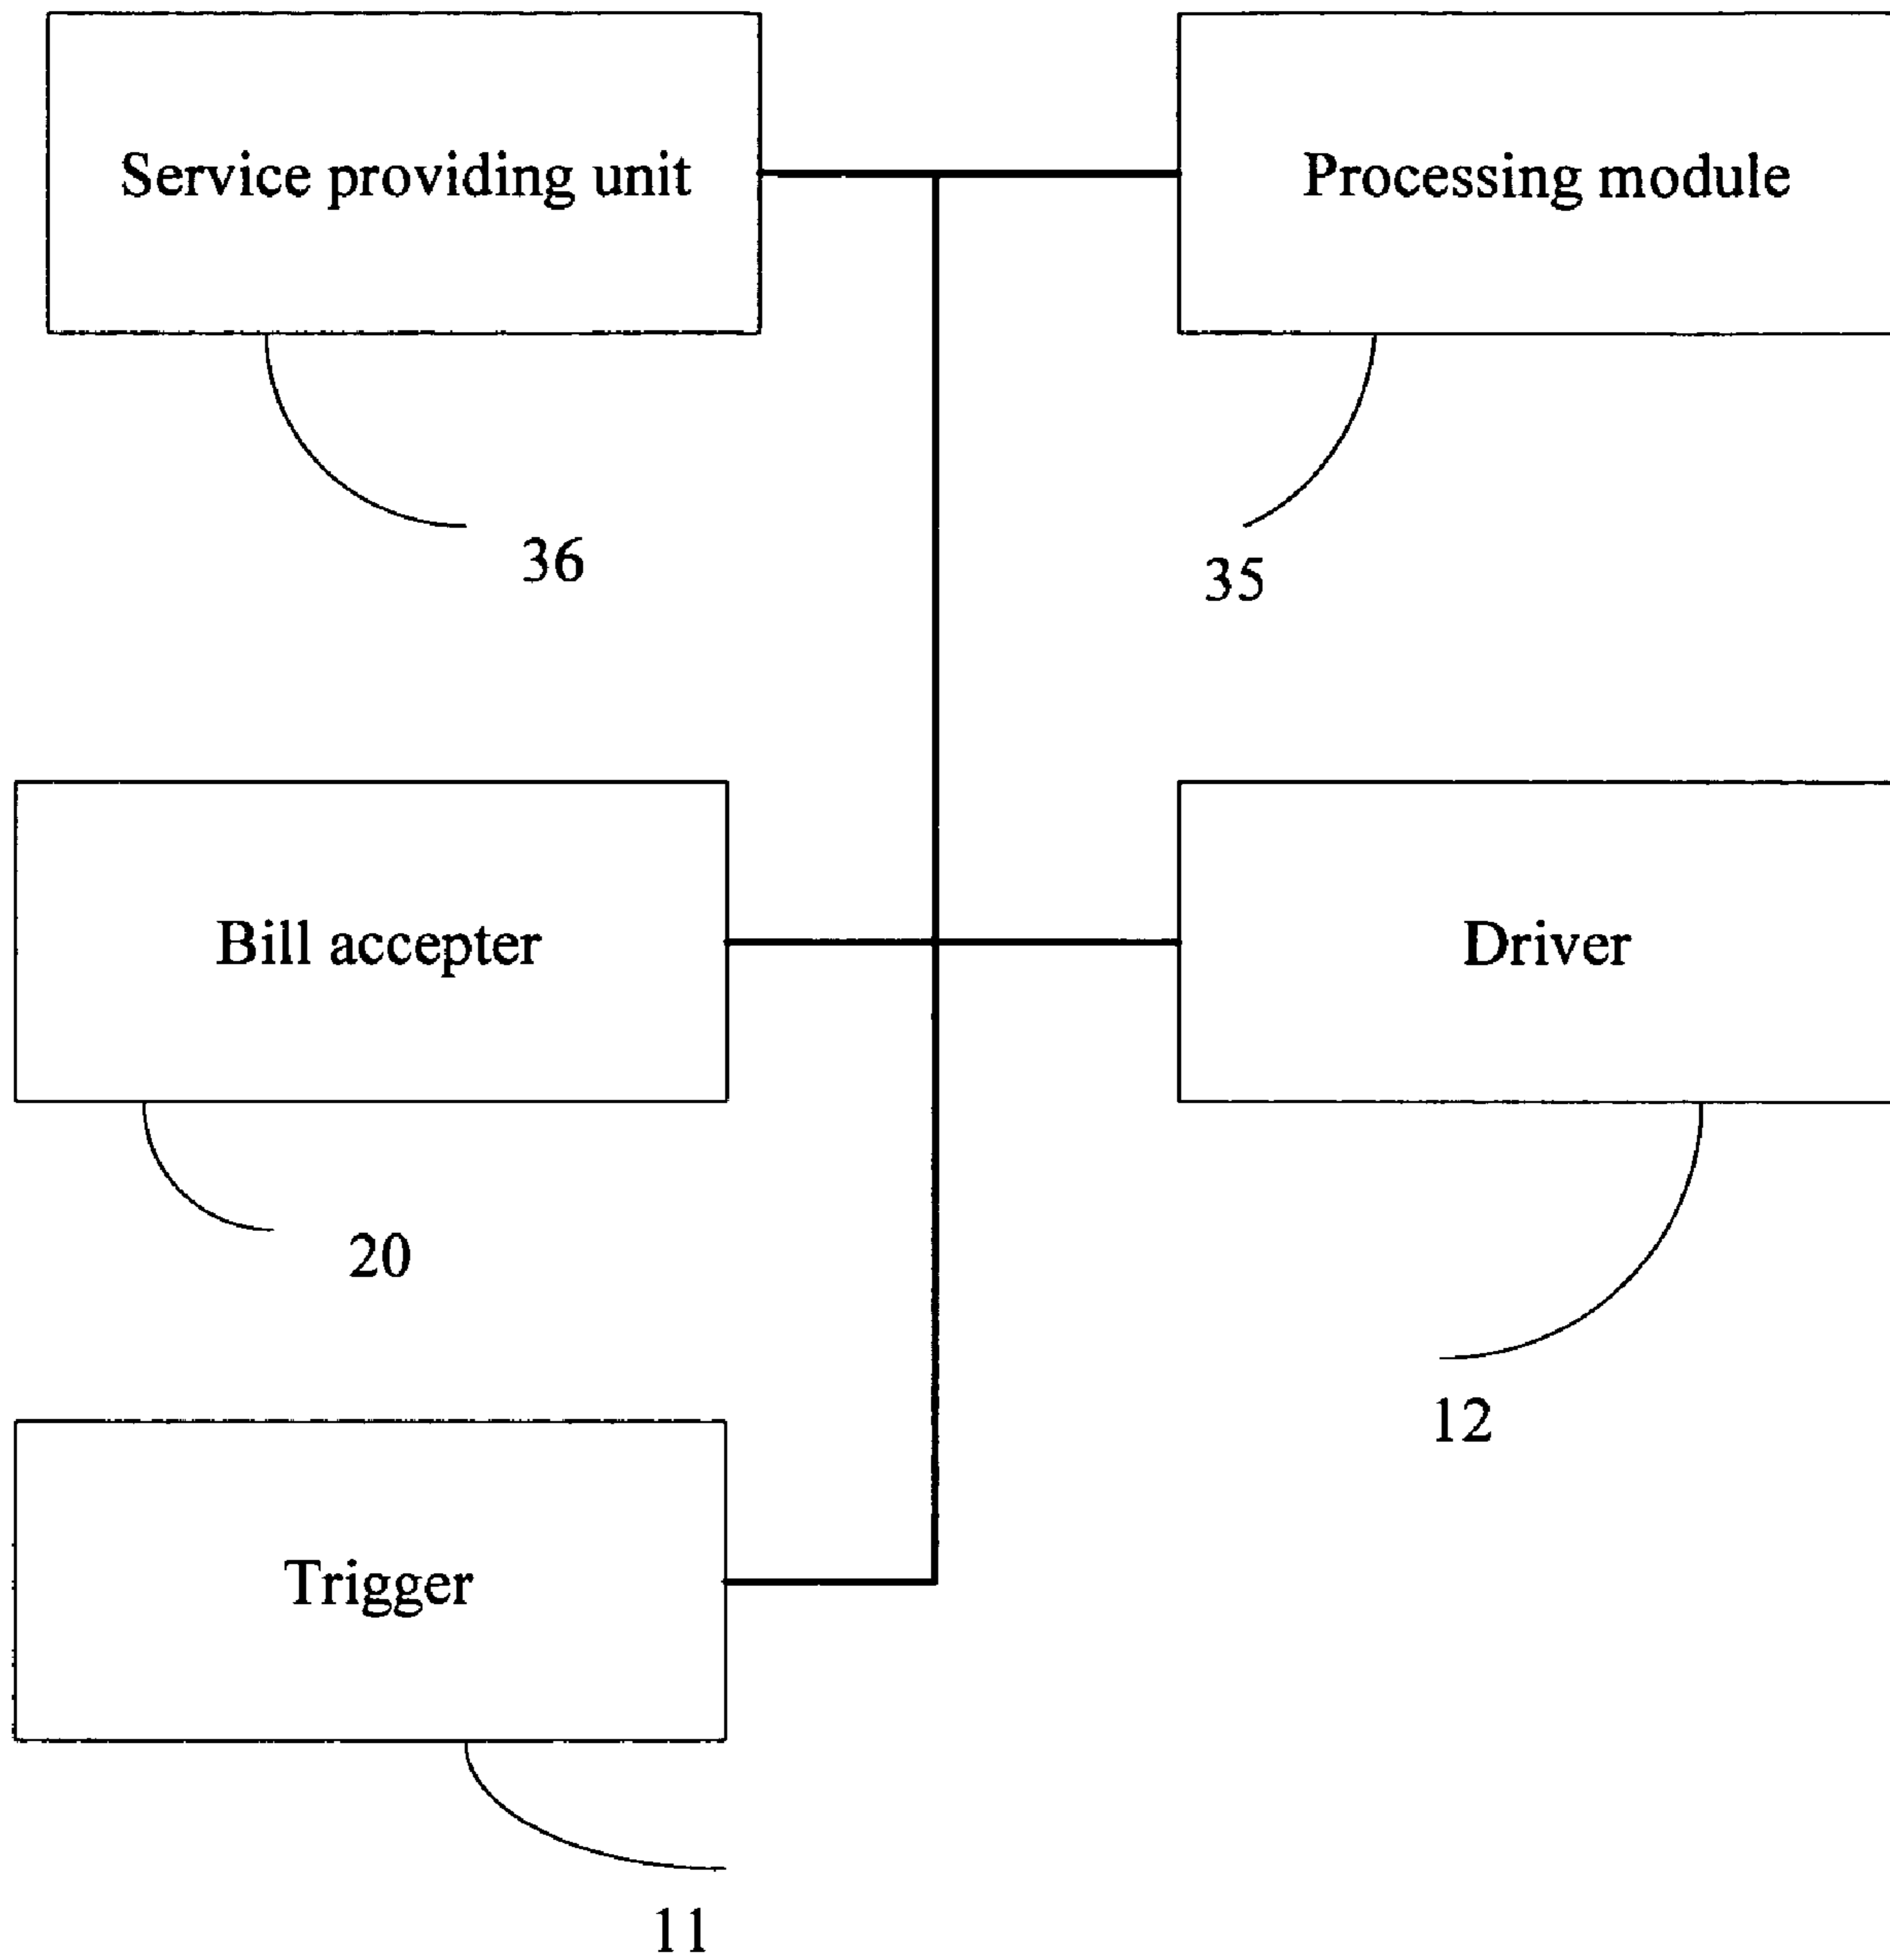 Service providing unit
Processing module
36
35
Bill accepter
Driver
20
12
Trigger
11